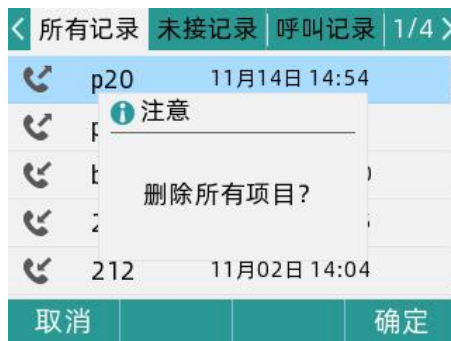 所有记录 未接记录 呼叫记录 1/4
p20 11月14日 14:54
注意
删除所有项目?
212 11月02日 14:04
取消 确定